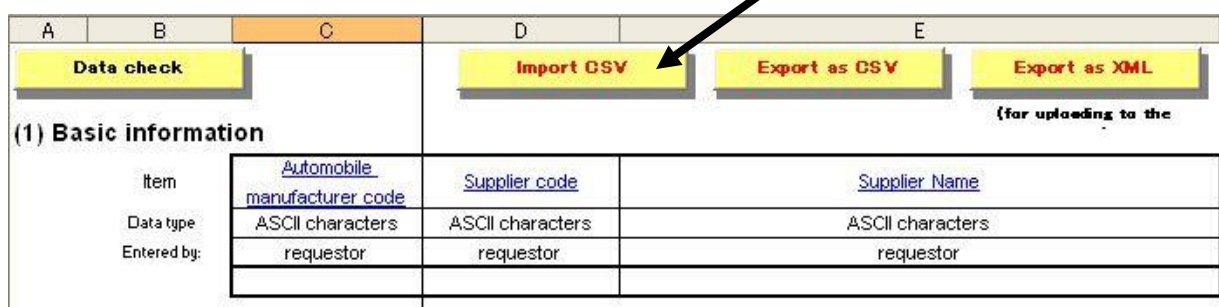 A B C D E
Data check Import CSV Export as CSV Export as XML
(for uploading to the
(1) Basic information
Item Automobile manufacturer code Supplier code Supplier Name
Data type ASCII characters ASCII characters ASCII characters
Entered by: requestor requestor requestor